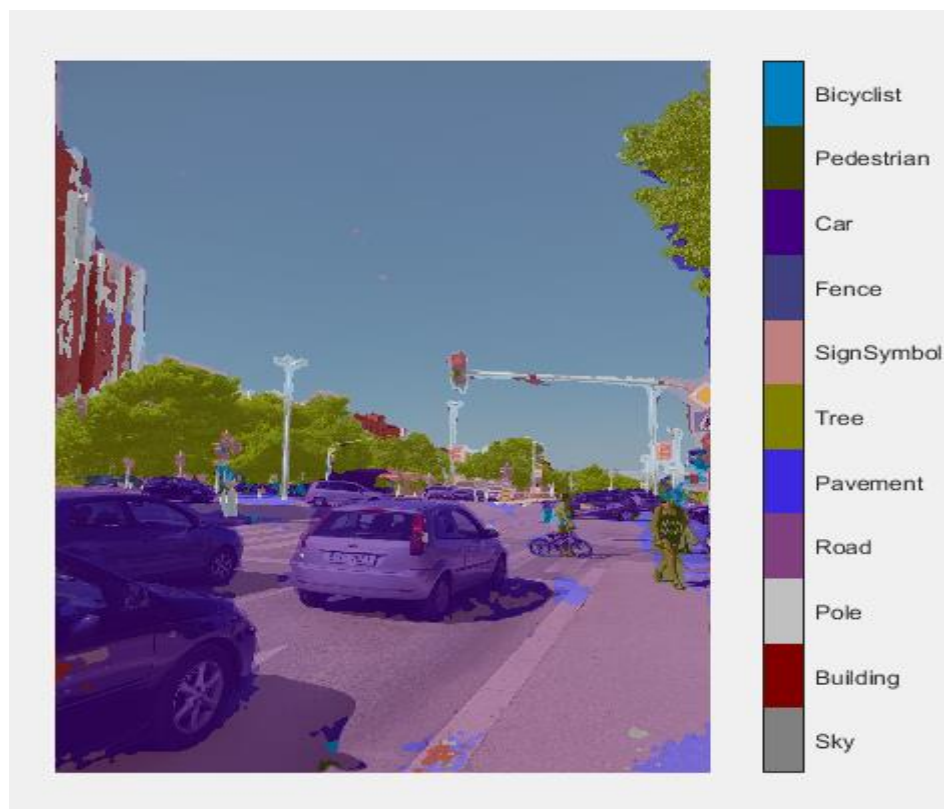 Bicyclist
Pedestrian
Car
Fence
SignSymbol
Tree
Pavement
Road
Pole
Building
Sky